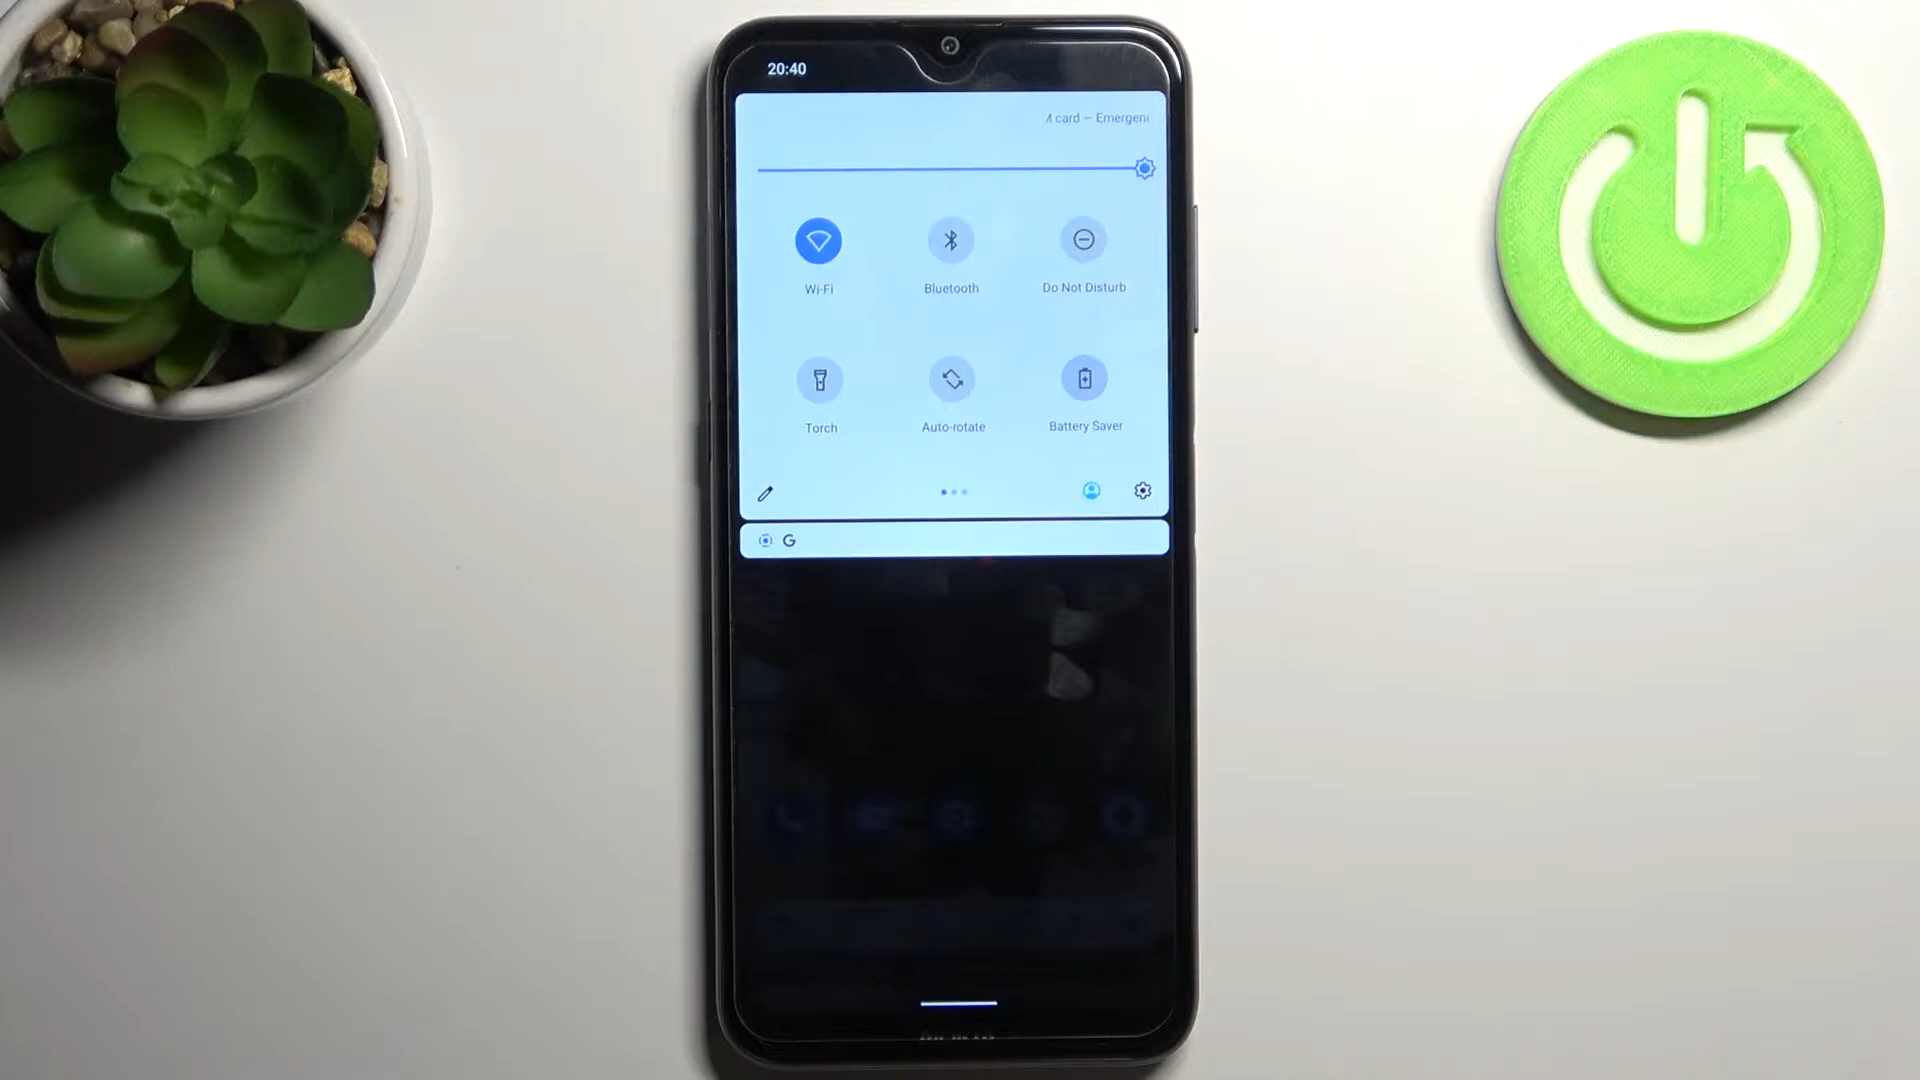 20:40
card – Emergen
Wi-Fi
Bluetooth
Do Not Disturb
Torch
Auto-rotate
Battery Saver
G